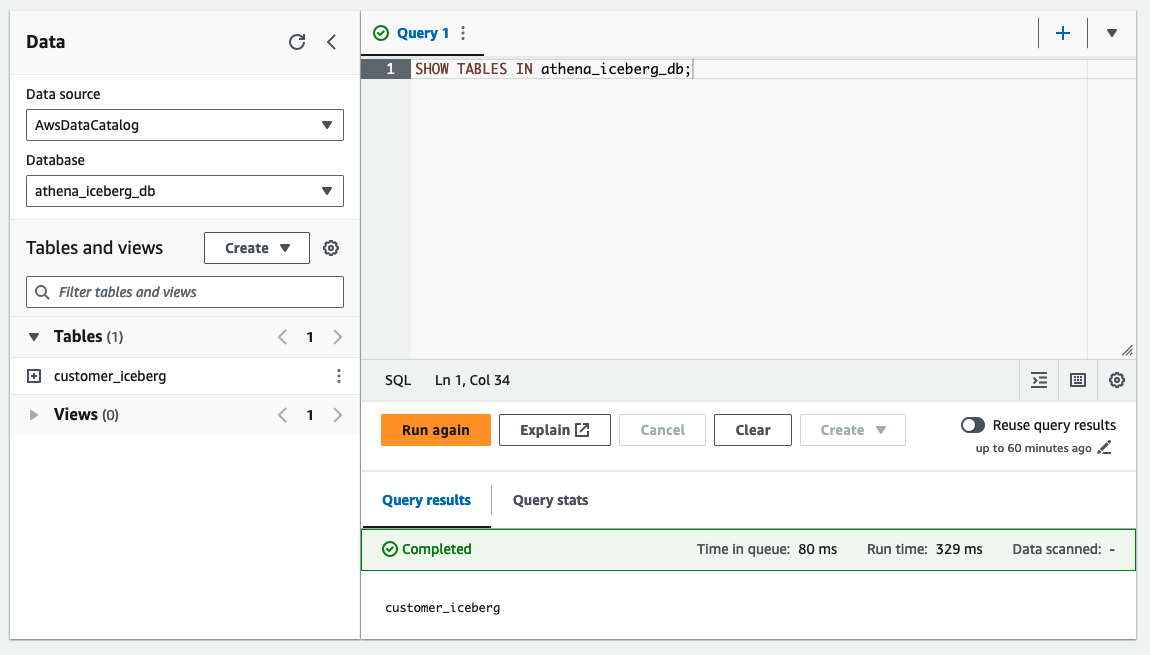 Data
Data source
AwsDataCatalog
Database
athena_iceberg_db
Tables and views
Create
Filter tables and views
Tables (1)
1
customer_iceberg
Views (0)
1
Query 1
1 SHOW TABLES IN athena_iceberg_db;
SQL Ln 1, Col 34
Run again Explain Cancel Clear Create
Reuse query results
up to 60 minutes ago
Query results Query stats
Completed Time in queue: 80 ms Run time: 329 ms Data scanned: -
customer_iceberg